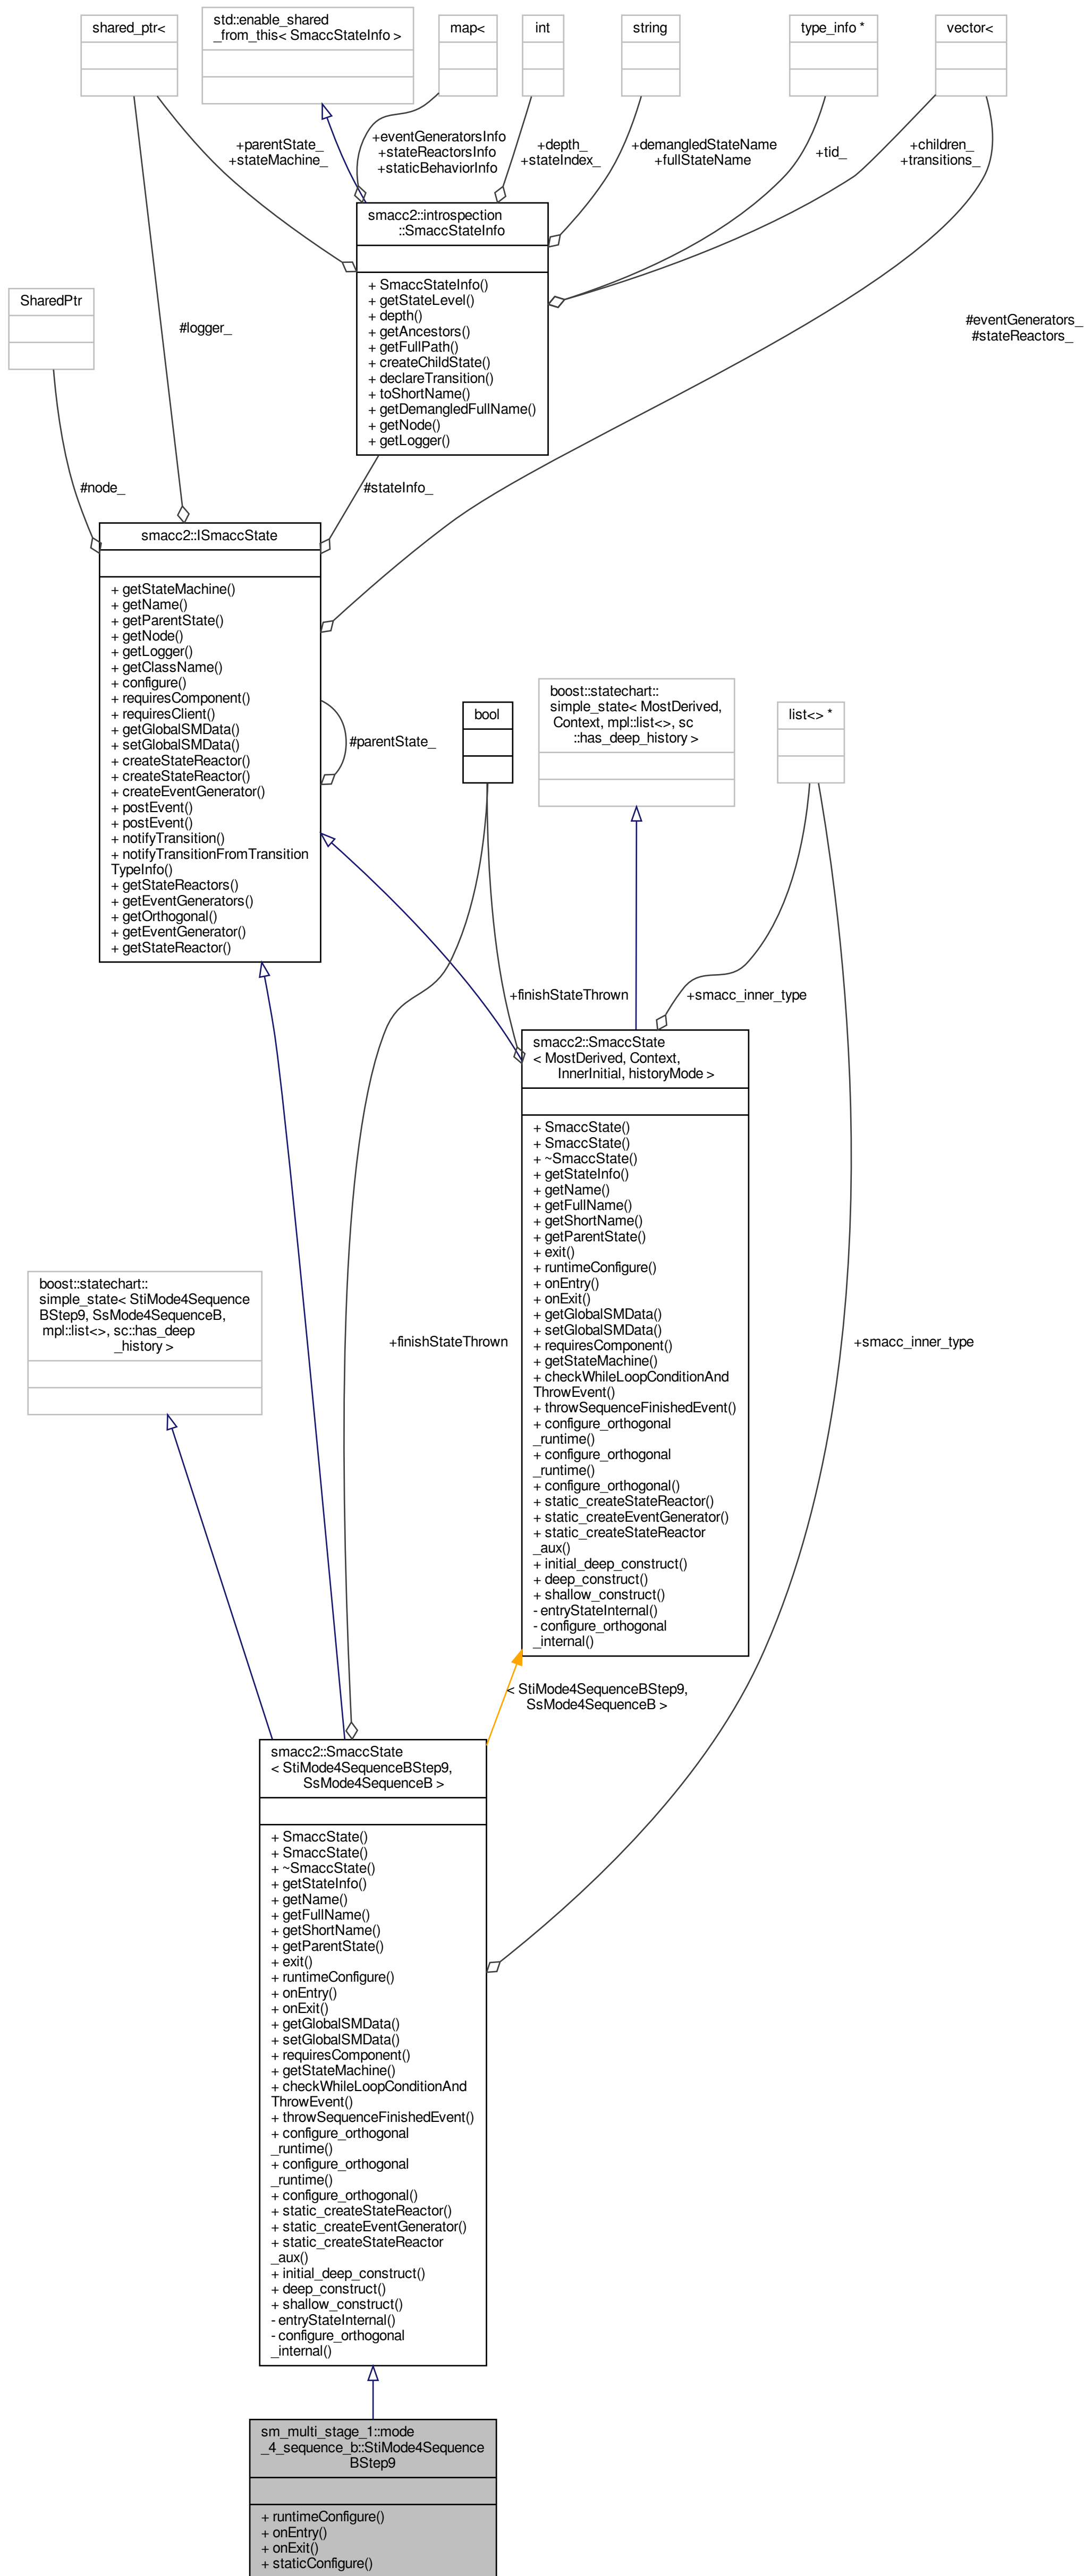 shared_ptr<
std::enable_shared
_from_this< SmaccStateInfo >
map<
int
string
type_info *
vector<
+parentState_
+stateMachine_
+eventGeneratorsInfo
+stateReactorsInfo
+staticBehaviorInfo
+depth_
+stateIndex_
+demangledStateName
+fullStateName
+tid_
+children_
+transitions_
smacc2::introspection
::SmaccStateInfo
+ SmaccStateInfo()
+ getStateLevel()
+ depth()
+ getAncestors()
+ getFullPath()
+ createChildState()
+ declareTransition()
+ toShortName()
+ getDemangledFullName()
+ getNode()
+ getLogger()
SharedPtr
#logger_
#eventGenerators_
#stateReactors_
#node_
#stateInfo_
smacc2::ISmaccState
+ getStateMachine()
+ getName()
+ getParentState()
+ getNode()
+ getLogger()
+ getClassName()
+ configure()
+ requiresComponent()
+ requiresClient()
+ getGlobalSMData()
+ setGlobalSMData()
+ createStateReactor()
+ createStateReactor()
+ createEventGenerator()
+ postEvent()
+ postEvent()
+ notifyTransition()
+ notifyTransitionFromTransition
TypeInfo()
+ getStateReactors()
+ getEventGenerators()
+ getOrthogonal()
+ getEventGenerator()
+ getStateReactor()
#parentState_
bool
boost::statechart::
simple_state< MostDerived,
Context, mpl::list<>, sc
::has_deep_history >
list<> *
+finishStateThrown
+smacc_inner_type
smacc2::SmaccState
< MostDerived, Context,
InnerInitial, historyMode >
+ SmaccState()
+ SmaccState()
+ ~SmaccState()
+ getStateInfo()
+ getName()
+ getFullName()
+ getShortName()
+ getParentState()
+ exit()
+ runtimeConfigure()
+ onEntry()
+ onExit()
+ getGlobalSMData()
+ setGlobalSMData()
+ requiresComponent()
+ getStateMachine()
+ checkWhileLoopConditionAnd
ThrowEvent()
+ throwSequenceFinishedEvent()
+ configure_orthogonal
_runtime()
+ configure_orthogonal
_runtime()
+ configure_orthogonal()
+ static_createStateReactor()
+ static_createEventGenerator()
+ static_createStateReactor
_aux()
+ initial_deep_construct()
+ deep_construct()
+ shallow_construct()
- entryStateInternal()
- configure_orthogonal
_internal()
boost::statechart::
simple_state< StiMode4Sequence
BStep9, SsMode4SequenceB,
mpl::list<>, sc::has_deep
_history >
+finishStateThrown
+smacc_inner_type
< StiMode4SequenceBStep9,
SsMode4SequenceB >
smacc2::SmaccState
< StiMode4SequenceBStep9,
SsMode4SequenceB >
+ SmaccState()
+ SmaccState()
+ ~SmaccState()
+ getStateInfo()
+ getName()
+ getFullName()
+ getShortName()
+ getParentState()
+ exit()
+ runtimeConfigure()
+ onEntry()
+ onExit()
+ getGlobalSMData()
+ setGlobalSMData()
+ requiresComponent()
+ getStateMachine()
+ checkWhileLoopConditionAnd
ThrowEvent()
+ throwSequenceFinishedEvent()
+ configure_orthogonal
_runtime()
+ configure_orthogonal
_runtime()
+ configure_orthogonal()
+ static_createStateReactor()
+ static_createEventGenerator()
+ static_createStateReactor
_aux()
+ initial_deep_construct()
+ deep_construct()
+ shallow_construct()
- entryStateInternal()
- configure_orthogonal
_internal()
sm_multi_stage_1::mode
_4_sequence_b::StiMode4Sequence
BStep9
+ runtimeConfigure()
+ onEntry()
+ onExit()
+ staticConfigure()